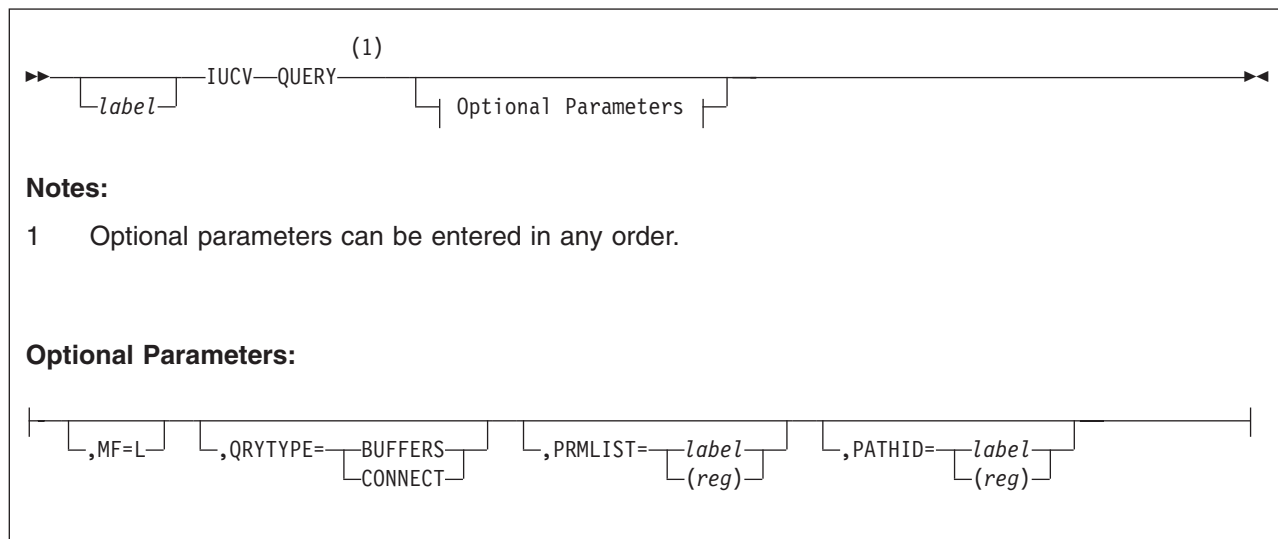 (1)
IUCV QUERY
label
Optional Parameters
Notes:
1 Optional parameters can be entered in any order.
Optional Parameters:
,MF=L ,QRYTYPE= BUFFERS ,PRMLIST= label ,PATHID= label
CONNECT (reg) (reg)